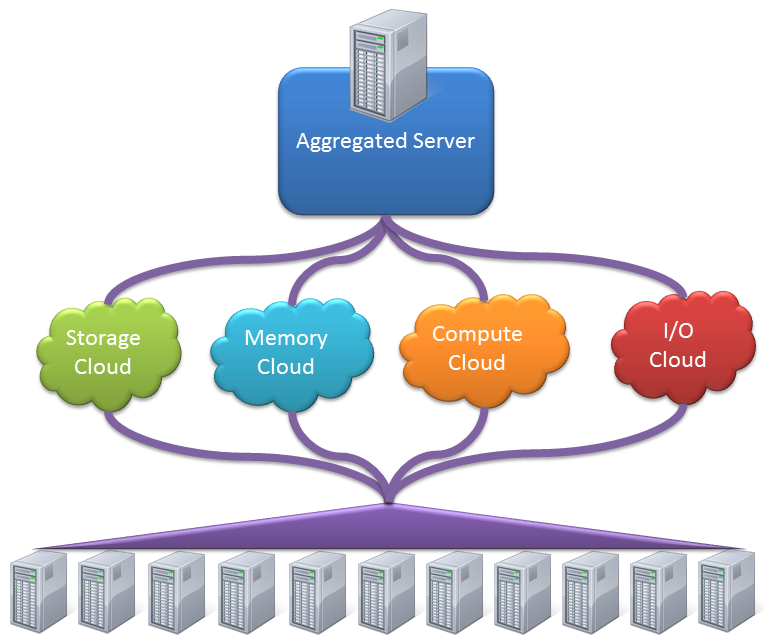 Aggregated Server
Storage
Cloud
Memory
Cloud
Compute
Cloud
I/O
Cloud